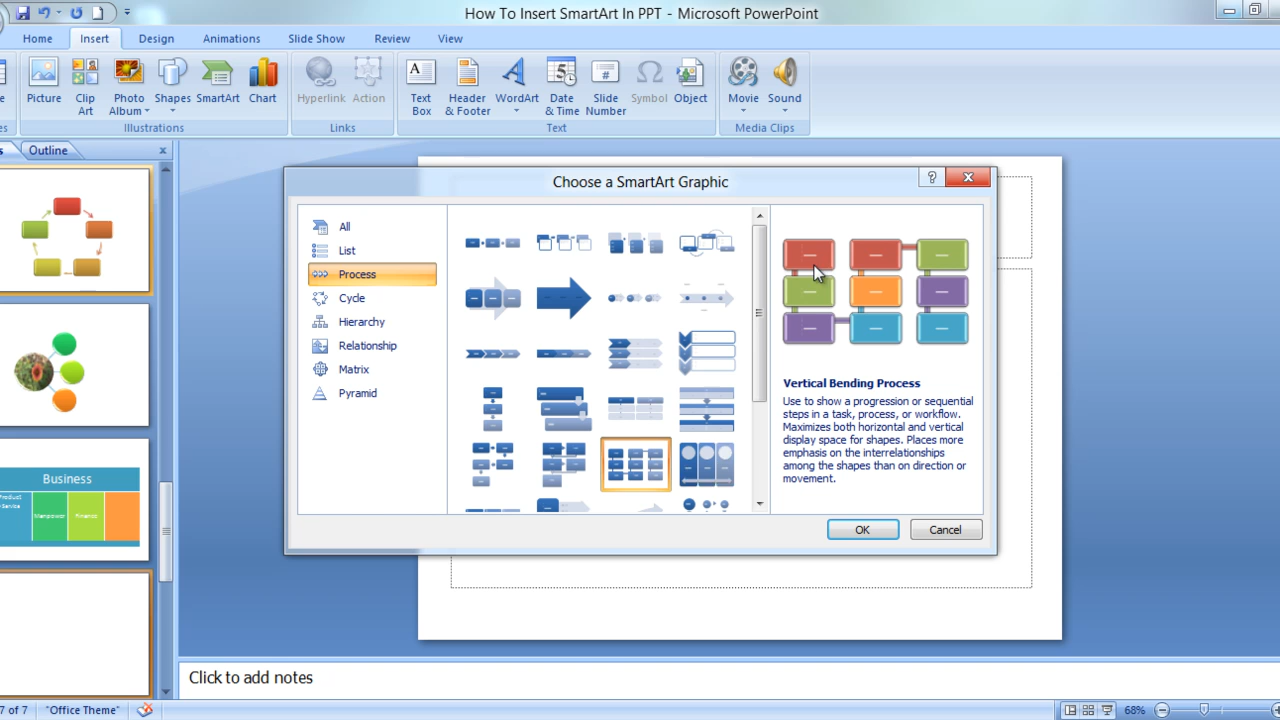 How To Insert SmartArt In PPT - Microsoft PowerPoint
Home Insert Design Animations Slide Show Review View
Picture
Clip Art
Photo Album
Shapes
SmartArt
Chart
Hyperlink
Action
Text Box
Header & Footer
WordArt
Date & Time
Slide Number
Symbol
Object
Movie
Sound
Illustrations
Links
Text
Media Clips
Outline
Choose a SmartArt Graphic
All
List
Process
Cycle
Hierarchy
Relationship
Matrix
Pyramid
Vertical Bending Process
Use to show a progression or sequential
steps in a task, process, or workflow.
Maximizes both horizontal and vertical
display space for shapes. Places more
emphasis on the interrelationships
among the shapes than on direction or
movement.
OK
Cancel
Business
Product
Service
Manpower
Finance
Click to add notes
7 of 7
"Office Theme"
68%